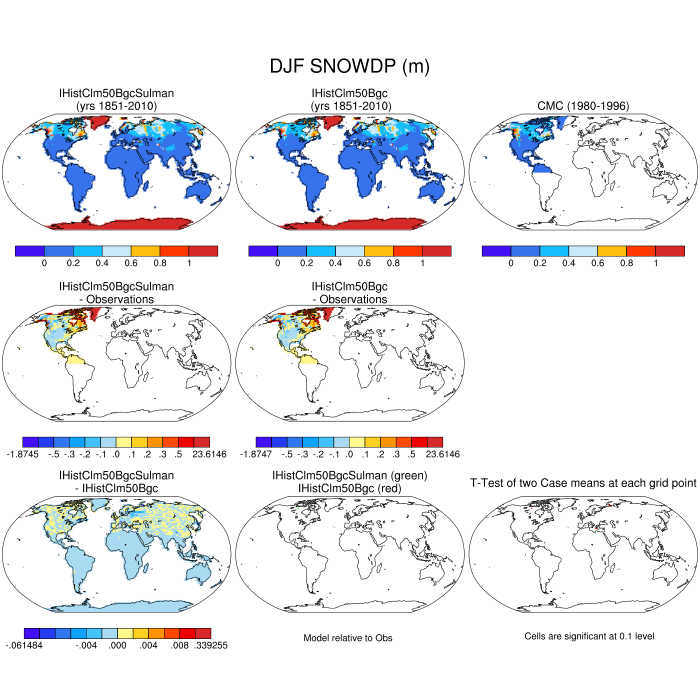 DJF SNOWDP (m)
IHistClm50BgcSulman
(yrs 1851-2010)
IHistClm50Bgc
(yrs 1851-2010)
CMC (1980-1996)
0 0.2 0.4 0.6 0.8 1
0 0.2 0.4 0.6 0.8 1
0 0.2 0.4 0.6 0.8 1
IHistClm50BgcSulman
- Observations
IHistClm50Bgc
- Observations
-1.8745 -.5 -.3 -.2 -.1 .0 .1 .2 .3 .5 23.6146
-1.8747 -.5 -.3 -.2 -.1 .0 .1 .2 .3 .5 23.6146
IHistClm50BgcSulman
- IHistClm50Bgc
IHistClm50BgcSulman (green)
IHistClm50Bgc (red)
T-Test of two Case means at each grid point
-.061484 -.004 .000 .004 .008 .339255
Model relative to Obs
Cells are significant at 0.1 level